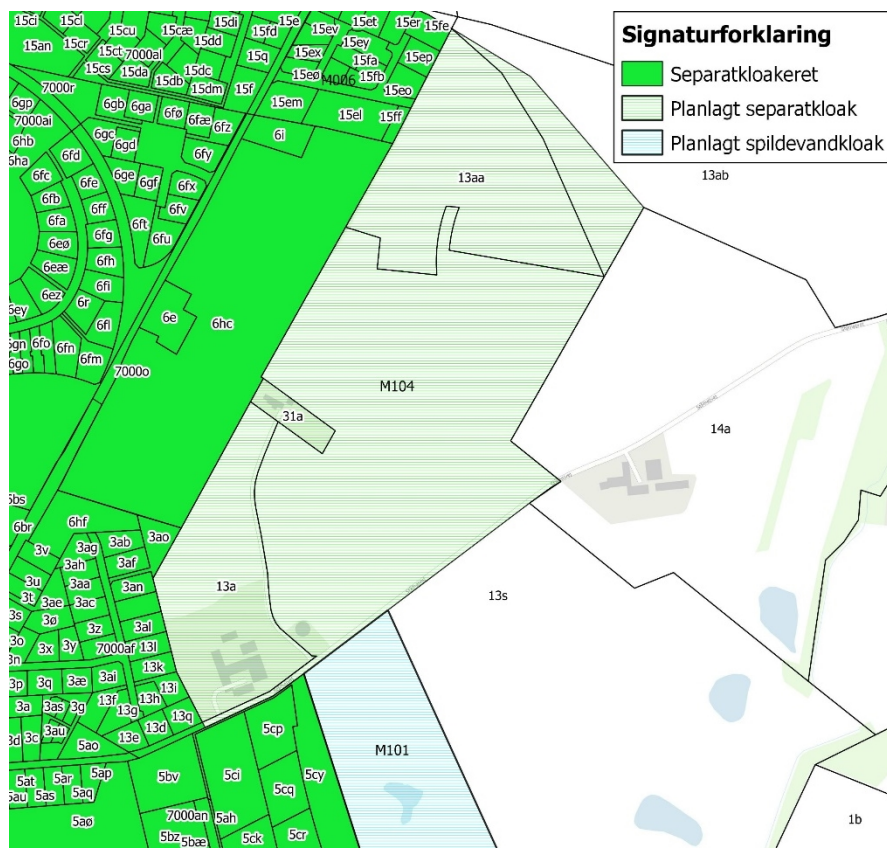 Signaturforklaring
Separatkloakeret
Planlagt separatkloak
Planlagt spildevandkloak
15ci 15cl 15cu 15cæ 15di 15fd 15e 15ev 15et 15er 15fe
15an 15cr 15ct 7000al 15dd 15q 15ex 15ey 15fa 15ep
15cs 15da 15db 15dc 15dm 15f 15eø M006 15fb 15eo
7000r 15em 15el 15ff
6gp 6gb 6ga 6fø 6fæ 6fz 6i
7000ai
6hb 6gc 6gd 6fy
6ha 6fd 13aa 13ab
6fc 6fe 6ge 6gf 6fx
6fb 6ff 6fv
6fa 6fg 6ft 6fu
6eø 6fh
6eæ 6fi
6ez 6r
6ey 6fl 6e 6hc
6gn 6fo 6fn 6fm
6go 7000o M104
31a 14a
6bs
6br 6hf
3v 3ag 3ab 3ao
3ah 3af
3u 3aa 3an 13a 13s
3t 3ae 3ac
3s 3ø 3z 3al
3o 3x 3y 7000af 13l
3n 13k
3p 3q 3æ 3ai 13i
3a 3as 3g 13f 13h
13g 13q
3d 3c 3au 13d
5ao 13e 5cp
5at 5ar 5ap 5bv 5ci 5cy M101
5au 5as 5aq 5cq
5aø 7000an 5ah
5bz 5bæ 5ck 5cr 1b